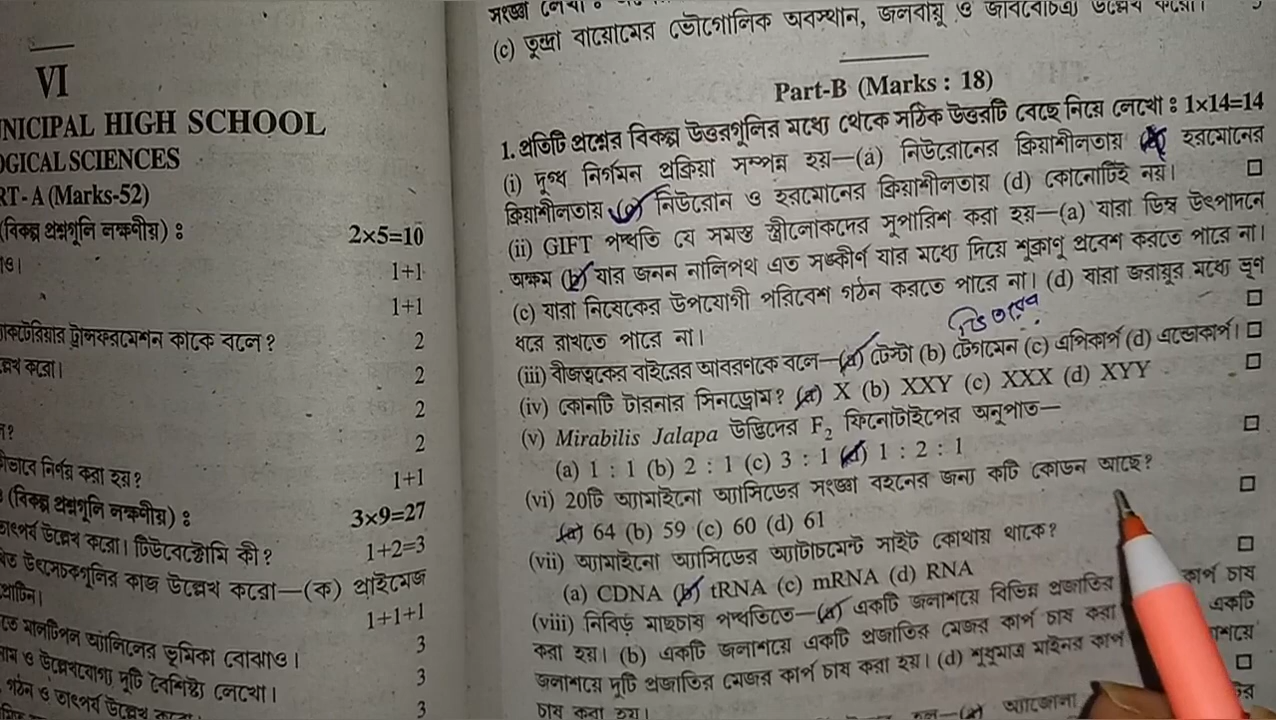 VI
NICIPAL HIGH SCHOOL
OGICAL SCIENCES
RT - A (Marks-52)
(বিকল্প প্রশ্নগুলি লক্ষণীয়) : 2×5=10
1+1
1+1
ট্রান্সফরমেশন কাকে বলে? 2
করো। 2
2
2
নির্ণয় করা হয়? 1+1
(বিকল্প প্রশ্নগুলি লক্ষণীয়) : 3×9=27
উল্লেখ করো। টিউবেক্টোমি কী? 1+2=3
উৎসেচকগুলির কাজ উল্লেখ করো—(ক) প্রাইমেজ
1+1+1
ভূমিকা বোঝাও। 3
ও উল্লেখযোগ্য দুটি বৈশিষ্ট্য লেখো। 3
গঠন ও তাৎপর্য উল্লেখ 3
(c) তুন্দ্রা বায়োমের ভৌগোলিক অবস্থান, জলবায়ু ও জীববৈচিত্র্য উল্লেখ করো।
Part-B (Marks : 18)
1. প্রতিটি প্রশ্নের বিকল্প উত্তরগুলির মধ্যে থেকে সঠিক উত্তরটি বেছে নিয়ে লেখো : 1×14=14
(i) দুগ্ধ নির্গমন প্রক্রিয়া সম্পন্ন হয়—(a) নিউরোনের ক্রিয়াশীলতায় (b) হরমোনের
ক্রিয়াশীলতায় (c) নিউরোন ও হরমোনের ক্রিয়াশীলতায় (d) কোনোটিই নয়।
(ii) GIFT পদ্ধতি যে সমস্ত স্ত্রীলোকদের সুপারিশ করা হয়—(a) যারা ডিম্ব উৎপাদনে
অক্ষম (b) যার জনন নালিপথ এত সঙ্কীর্ণ যার মধ্যে দিয়ে শুক্রাণু প্রবেশ করতে পারে না।
(c) যারা নিষেকের উপযোগী পরিবেশ গঠন করতে পারে না। (d) যারা জরায়ুর মধ্যে ভ্রূণ
ধরে রাখতে পারে না।
(iii) বীজত্বকের বাইরের আবরণকে বলে—(a) টেস্টা (b) টেগমেন (c) এপিকার্প (d) এন্ডোকার্প।
(iv) কোনটি টারনার সিনড্রোম? (a) X (b) XXY (c) XXX (d) XYY
(v) Mirabilis Jalapa উদ্ভিদের F₂ ফিনোটাইপের অনুপাত—
(a) 1 : 1 (b) 2 : 1 (c) 3 : 1 (d) 1 : 2 : 1
(vi) 20টি অ্যামাইনো অ্যাসিডের সংজ্ঞা বহনের জন্য কটি কোডন আছে?
(a) 64 (b) 59 (c) 60 (d) 61
(vii) অ্যামাইনো অ্যাসিডের অ্যাটাচমেন্ট সাইট কোথায় থাকে?
(a) CDNA (b) tRNA (c) mRNA (d) RNA
(viii) নিবিড় মাছচাষ পদ্ধতিতে—(a) একটি জলাশয়ে বিভিন্ন প্রজাতির কার্প চাষ
করা হয়। (b) একটি জলাশয়ে একটি প্রজাতির মেজর কার্প চাষ করা একটি
জলাশয়ে দুটি প্রজাতির মেজর কার্প চাষ করা হয়। (d) শুধুমাত্র মাইনর কার্প
চাষ করা হয়।